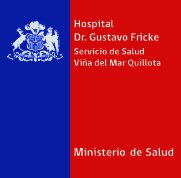 Hospital
Dr. Gustavo Fricke
Servicio de Salud
Viña del Mar Quillota
Ministerio de Salud